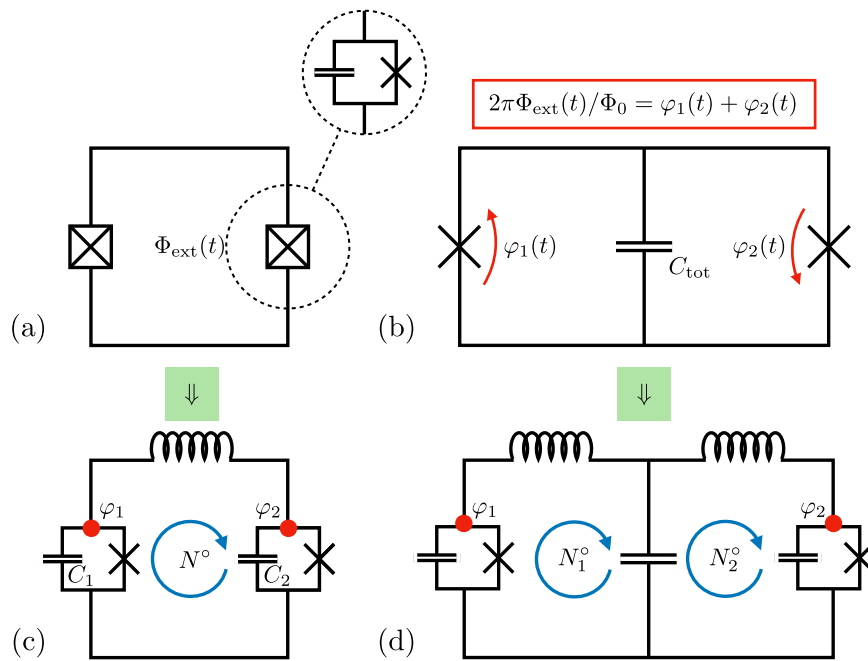 2πΦext(t)/Φ0 = φ1(t) + φ2(t)
Φext(t)
φ1(t)
φ2(t)
Ctot
(a)
(b)
⇓
⇓
φ1
φ2
C1
N°
C2
φ1
φ2
N1°
N2°
(c)
(d)